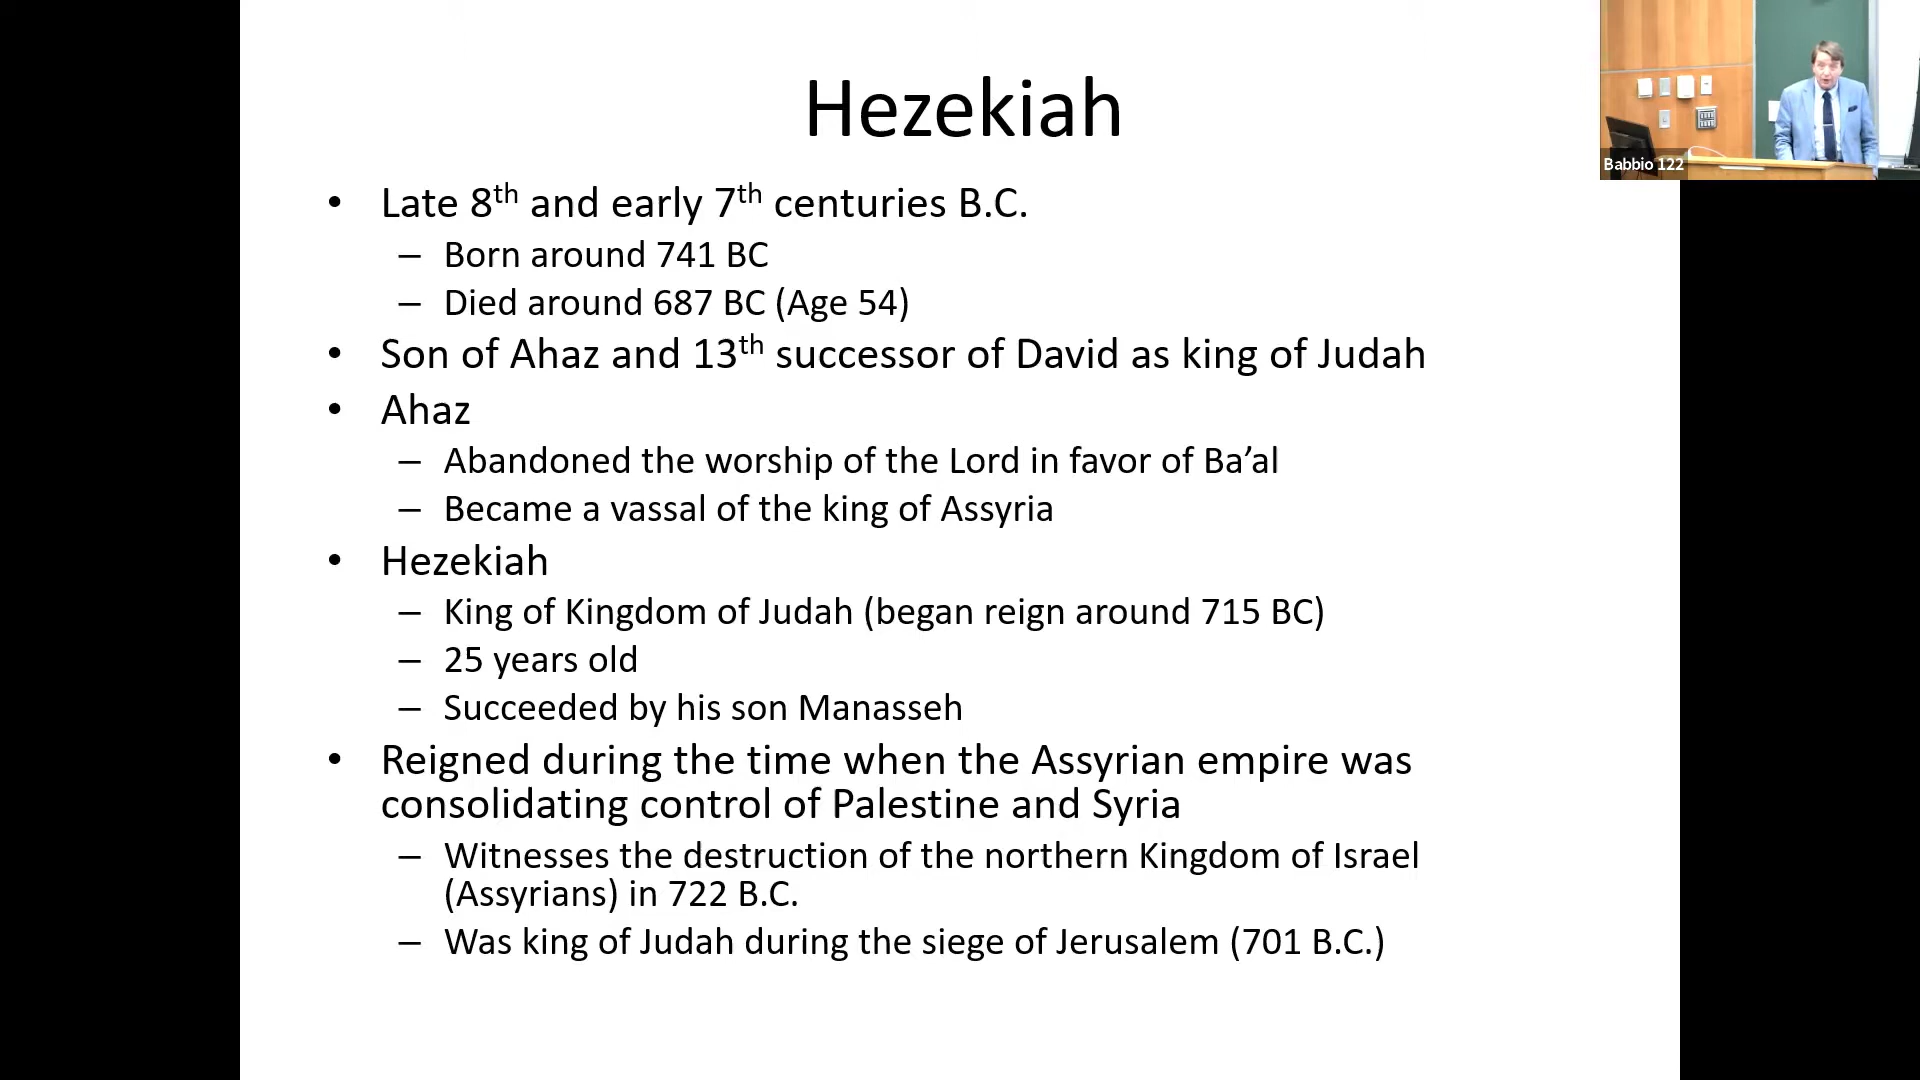 Hezekiah
• Late 8th and early 7th centuries B.C.
– Born around 741 BC
– Died around 687 BC (Age 54)
• Son of Ahaz and 13th successor of David as king of Judah
• Ahaz
– Abandoned the worship of the Lord in favor of Ba’al
– Became a vassal of the king of Assyria
• Hezekiah
– King of Kingdom of Judah (began reign around 715 BC)
– 25 years old
– Succeeded by his son Manasseh
• Reigned during the time when the Assyrian empire was
consolidating control of Palestine and Syria
– Witnesses the destruction of the northern Kingdom of Israel
(Assyrians) in 722 B.C.
– Was king of Judah during the siege of Jerusalem (701 B.C.)
Babbio 122